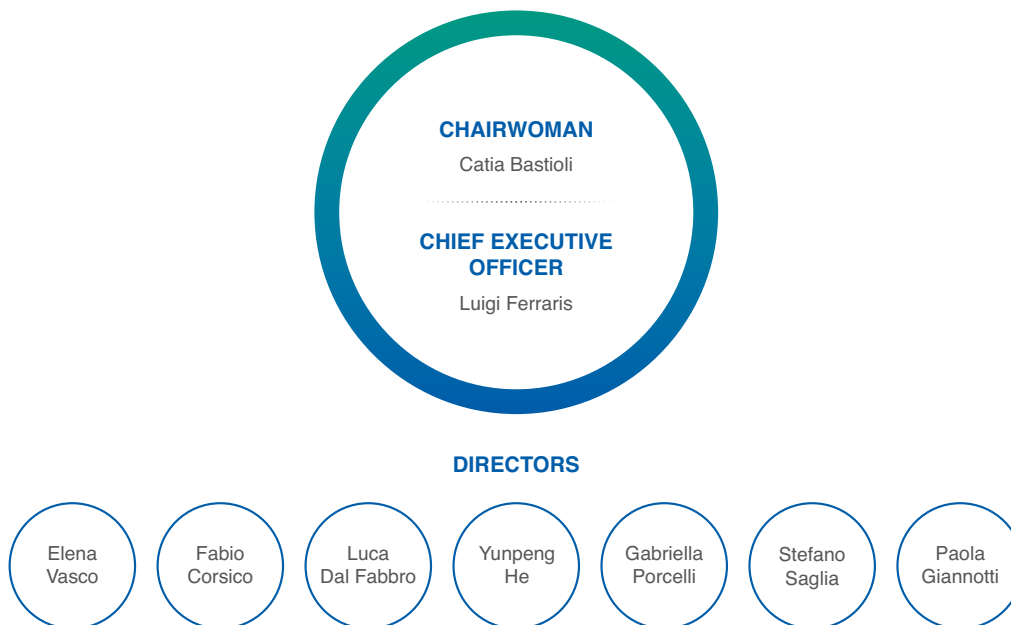 CHAIRWOMAN
Catia Bastioli
CHIEF EXECUTIVE
OFFICER
Luigi Ferraris
DIRECTORS
Elena
Vasco
Fabio
Corsico
Luca
Dal Fabbro
Yunpeng
He
Gabriella
Porcelli
Stefano
Saglia
Paola
Giannotti